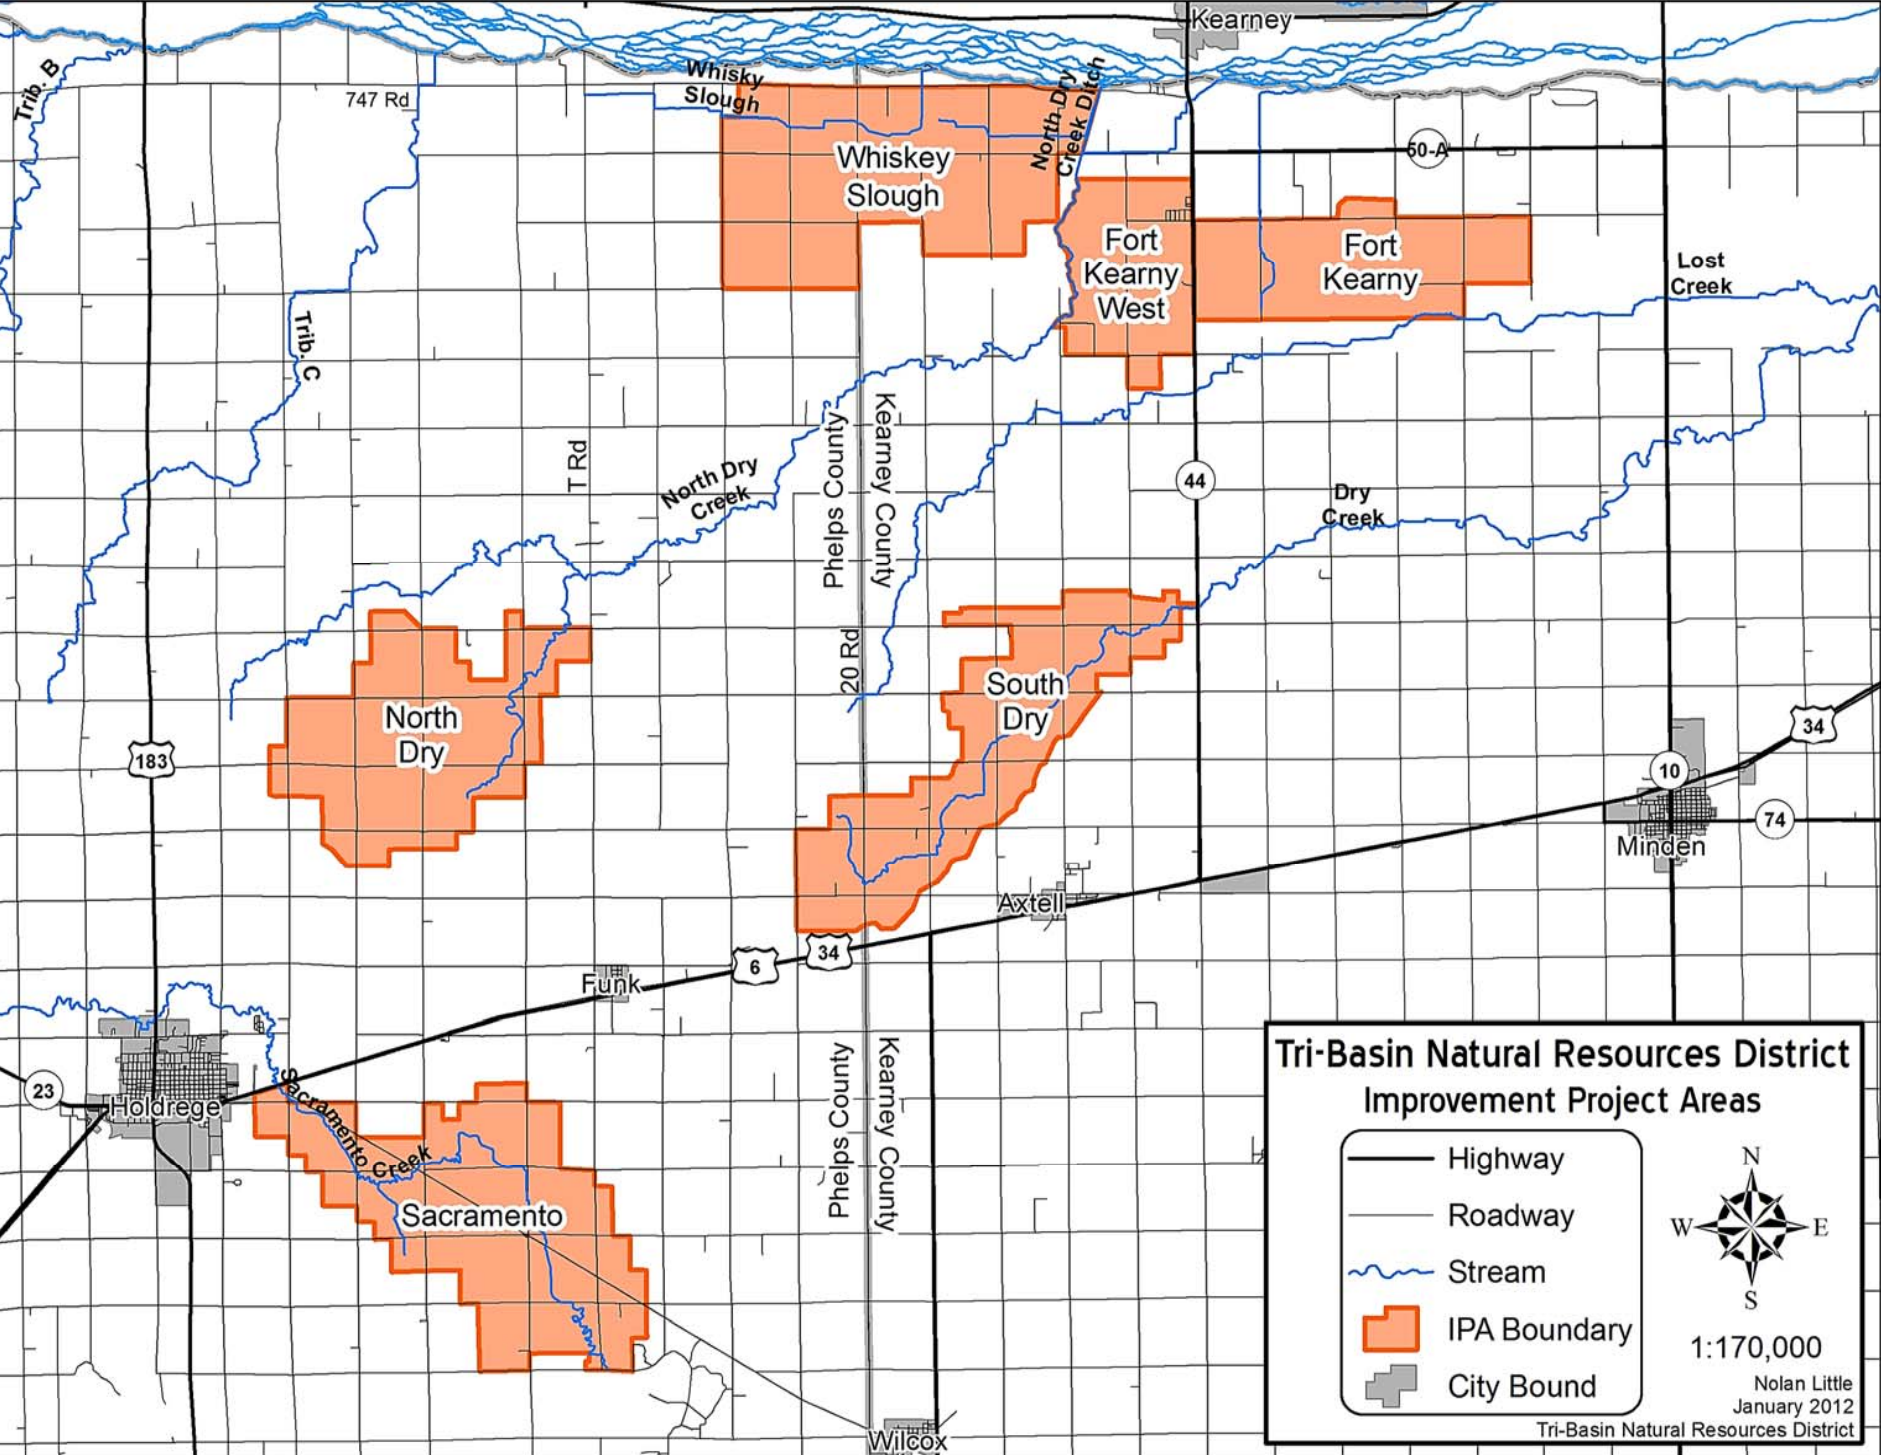 Kearney
Trib. B
747 Rd
Whisky
Slough
North Dry
Creek Ditch
50-A
Whiskey
Slough
Fort
Kearny
West
Fort
Kearny
Lost
Creek
Trib. C
T Rd
North Dry
Creek
Phelps County
Kearney County
44
Dry
Creek
20 Rd
North
Dry
South
Dry
183
34
10
74
Minden
Axtell
6
34
Funk
23
Holdrege
Sacramento Creek
Sacramento
Phelps County
Kearney County
Wilcox
Tri-Basin Natural Resources District
Improvement Project Areas
Highway
Roadway
Stream
IPA Boundary
City Bound
N
W
E
S
1:170,000
Nolan Little
January 2012
Tri-Basin Natural Resources District